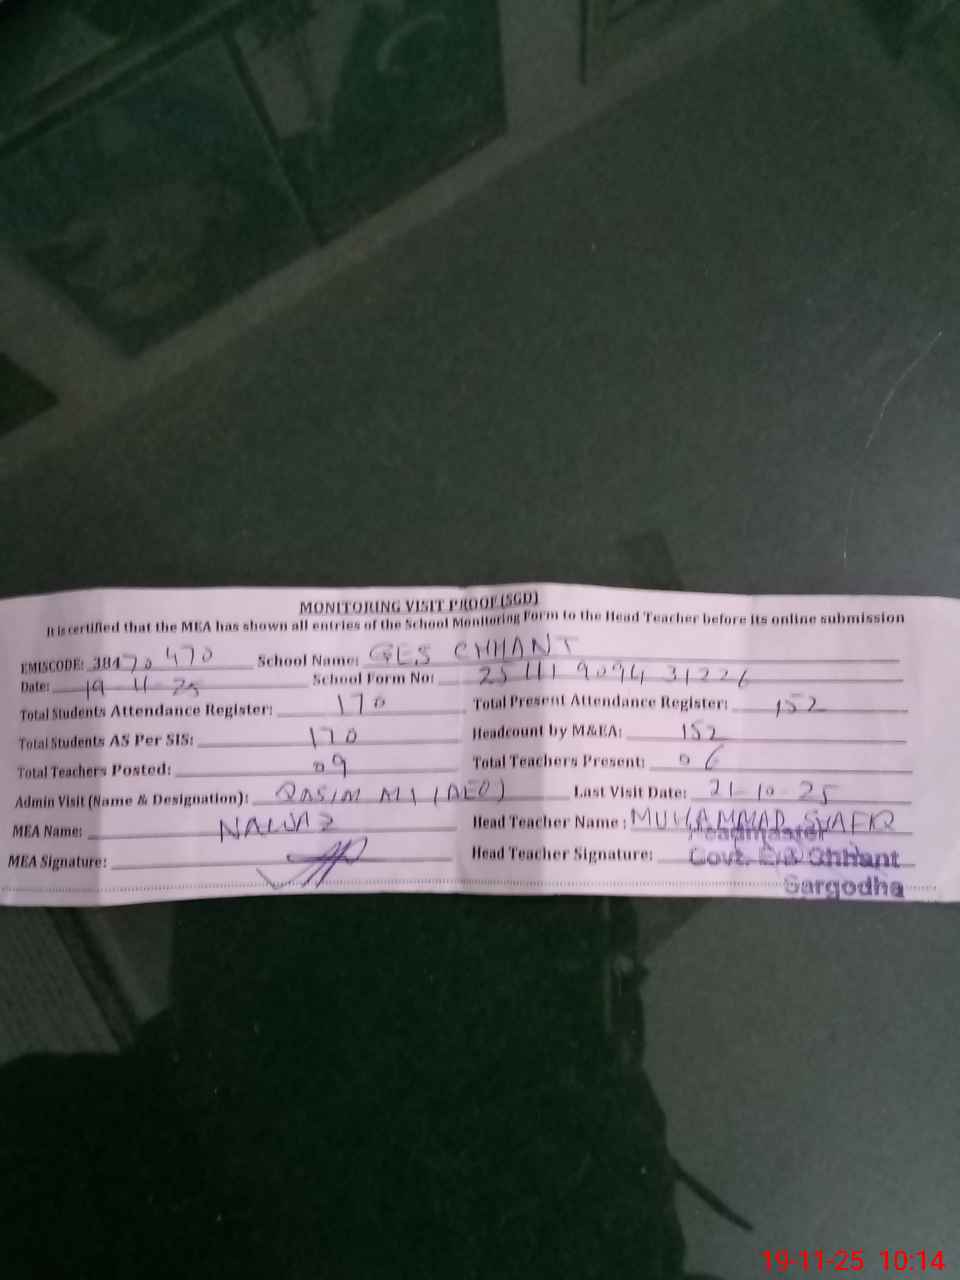 MONITORING VISIT PROOF (SGD)
It is certified that the MEA has shown all entries of the School Monitoring Form to the Head Teacher before its online submission
EMISCODE: 38470470 School Name: GES CHHANT
Date: 19-11-25 School Form No: 25111909431226
Total Students Attendance Register: 170 Total Present Attendance Register: 152
Total Students AS Per SIS: 170 Headcount by M&EA: 152
Total Teachers Posted: 09 Total Teachers Present: 06
Admin Visit (Name & Designation): QASIM (AEO) Last Visit Date: 21-10-25
MEA Name: NAWAZ Head Teacher Name: MUHAMMAD SHAFIQ
MEA Signature: Head Teacher Signature:
Headmaster
Govt. Chhant
Sargodha
19-11-25 10:14